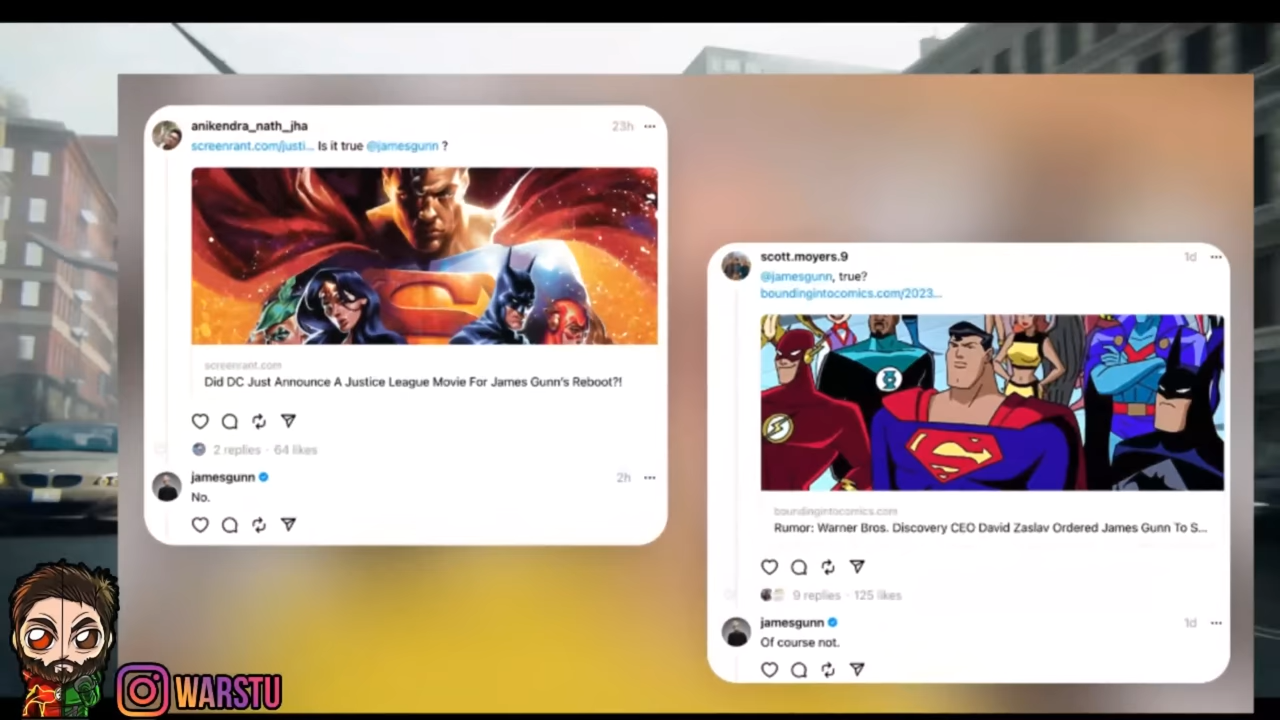 anikendra_nath_jha 23h
screenrant.com/justi... Is it true @jamesgunn ?
screenrant.com
Did DC Just Announce A Justice League Movie For James Gunn's Reboot?!
2 replies · 64 likes
jamesgunn 2h
No.
scott.moyers.9 1d
@jamesgunn, true?
boundingintocomics.com/2023...
boundingintocomics.com
Rumor: Warner Bros. Discovery CEO David Zaslav Ordered James Gunn To S...
9 replies · 125 likes
jamesgunn 1d
Of course not.
WARSTU